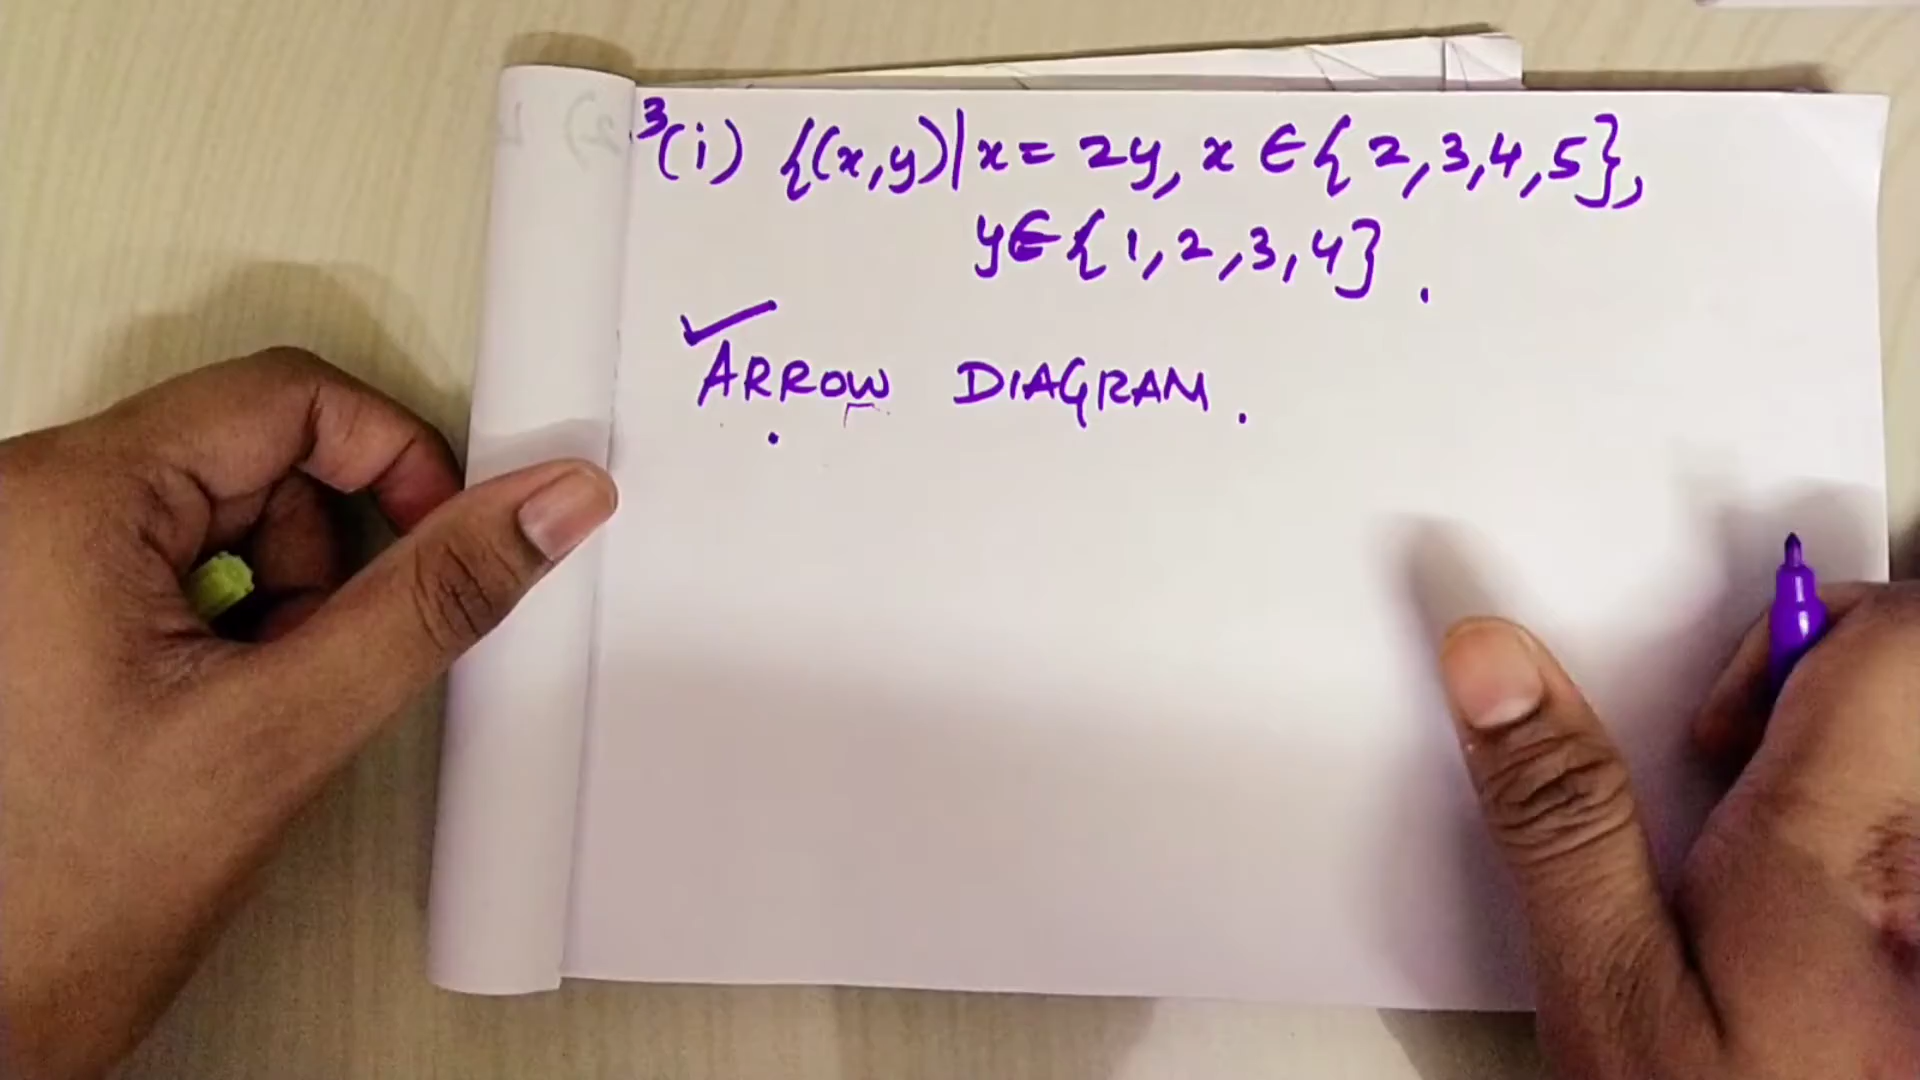 3(i) {(x,y)|x = 2y, x ∈ {2,3,4,5},
y ∈ {1,2,3,4}.
ARROW DIAGRAM.